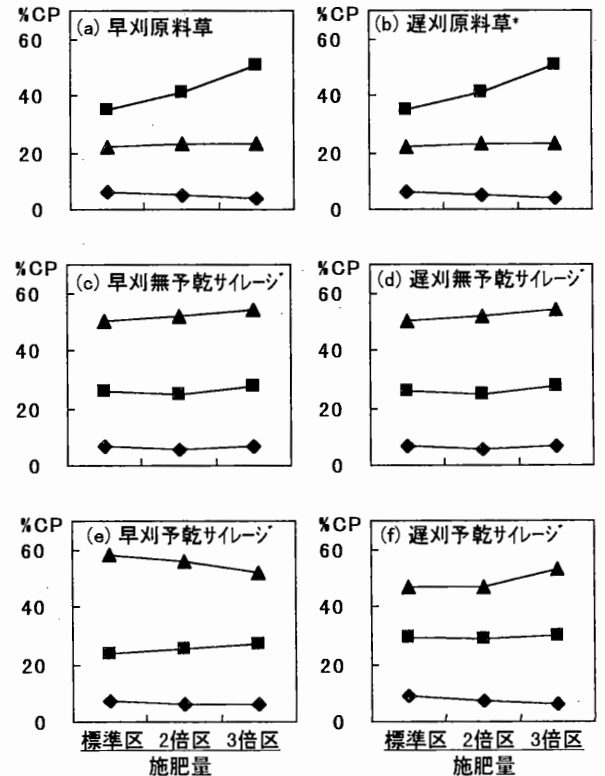 %CP
(a) 早刈原料草
60
40
20
0
%CP
(b) 遅刈原料草*
60
40
20
0
%CP
(c) 早刈無予乾サイレージ
60
40
20
0
%CP
(d) 遅刈無予乾サイレージ
60
40
20
0
%CP
(e) 早刈予乾サイレージ
60
40
20
0
標準区 2倍区 3倍区
施肥量
%CP
(f) 遅刈予乾サイレージ
60
40
20
0
標準区 2倍区 3倍区
施肥量